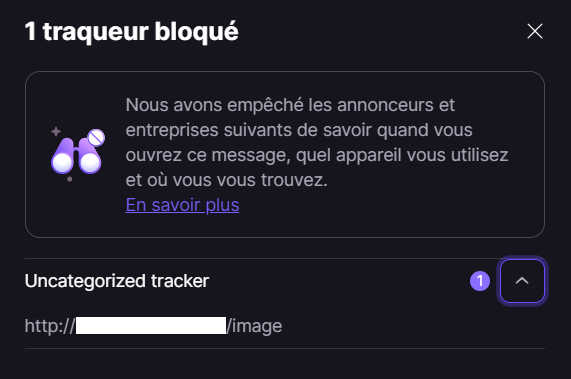 1 traqueur bloqué
Nous avons empêché les annonceurs et
entreprises suivants de savoir quand vous
ouvrez ce message, quel appareil vous utilisez
et où vous vous trouvez.
En savoir plus
Uncategorized tracker
1
http://
/image